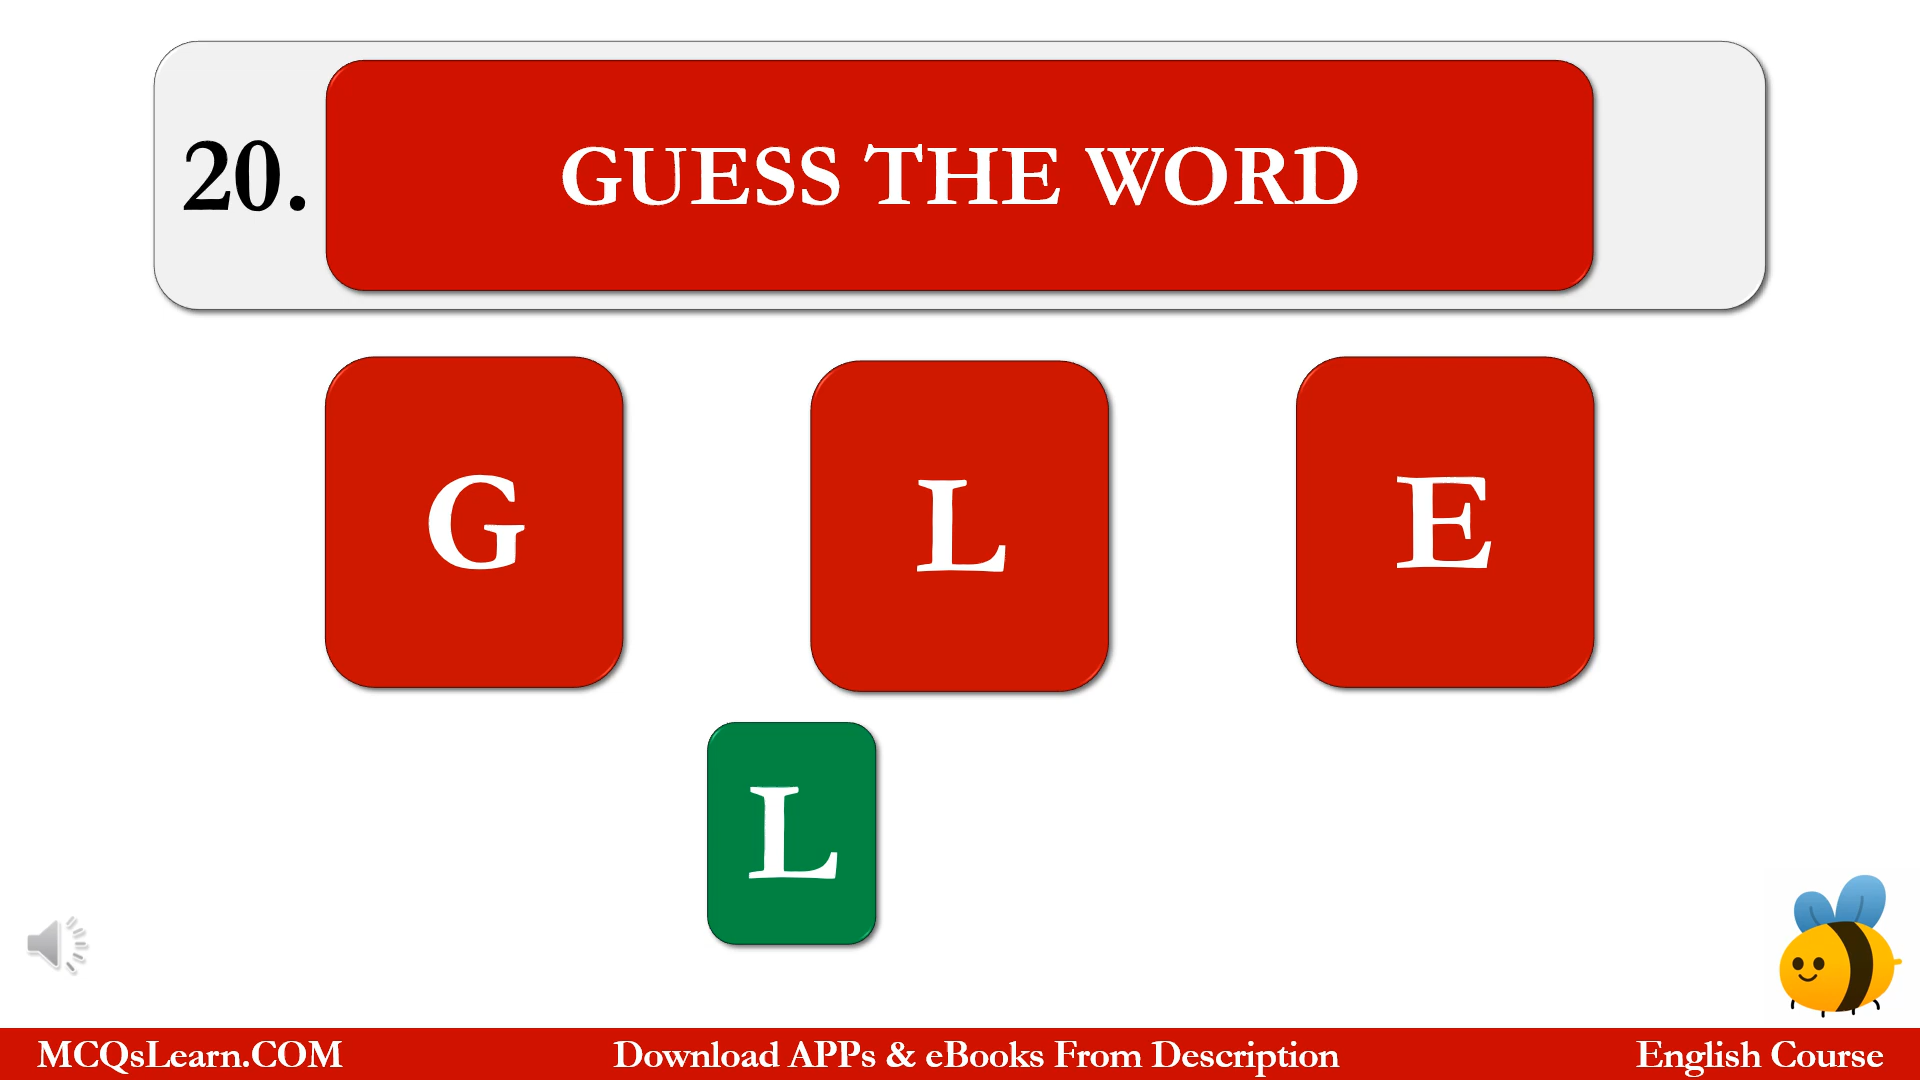 20. GUESS THE WORD
G L E
L
MCQsLearn.COM Download APPs & eBooks From Description English Course